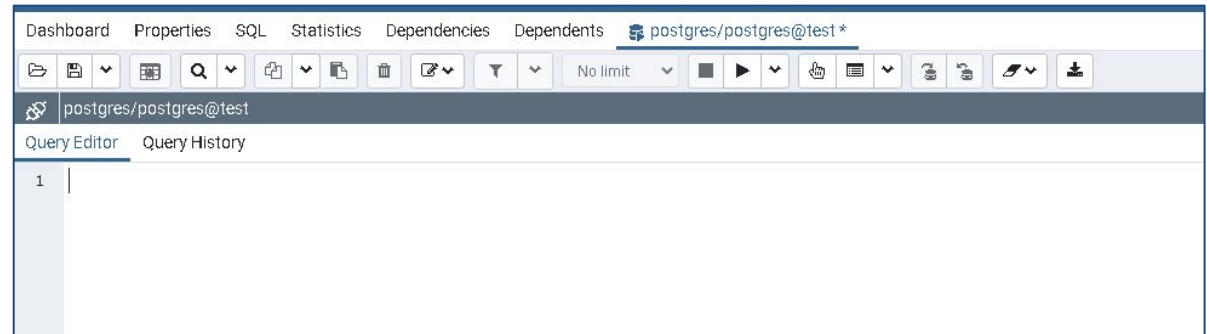 Dashboard Properties SQL Statistics Dependencies Dependents postgres/postgres@test *
No limit
postgres/postgres@test
Query Editor Query History
1